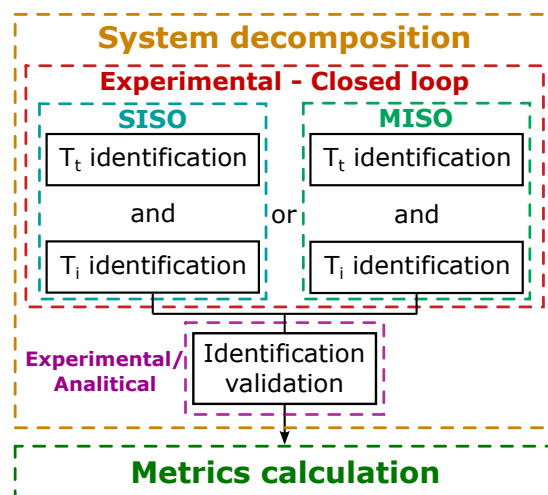 System decomposition
Experimental - Closed loop
SISO
MISO
Tt identification
Tt identification
and
or
and
Ti identification
Ti identification
Experimental/
Analitical
Identification
validation
Metrics calculation